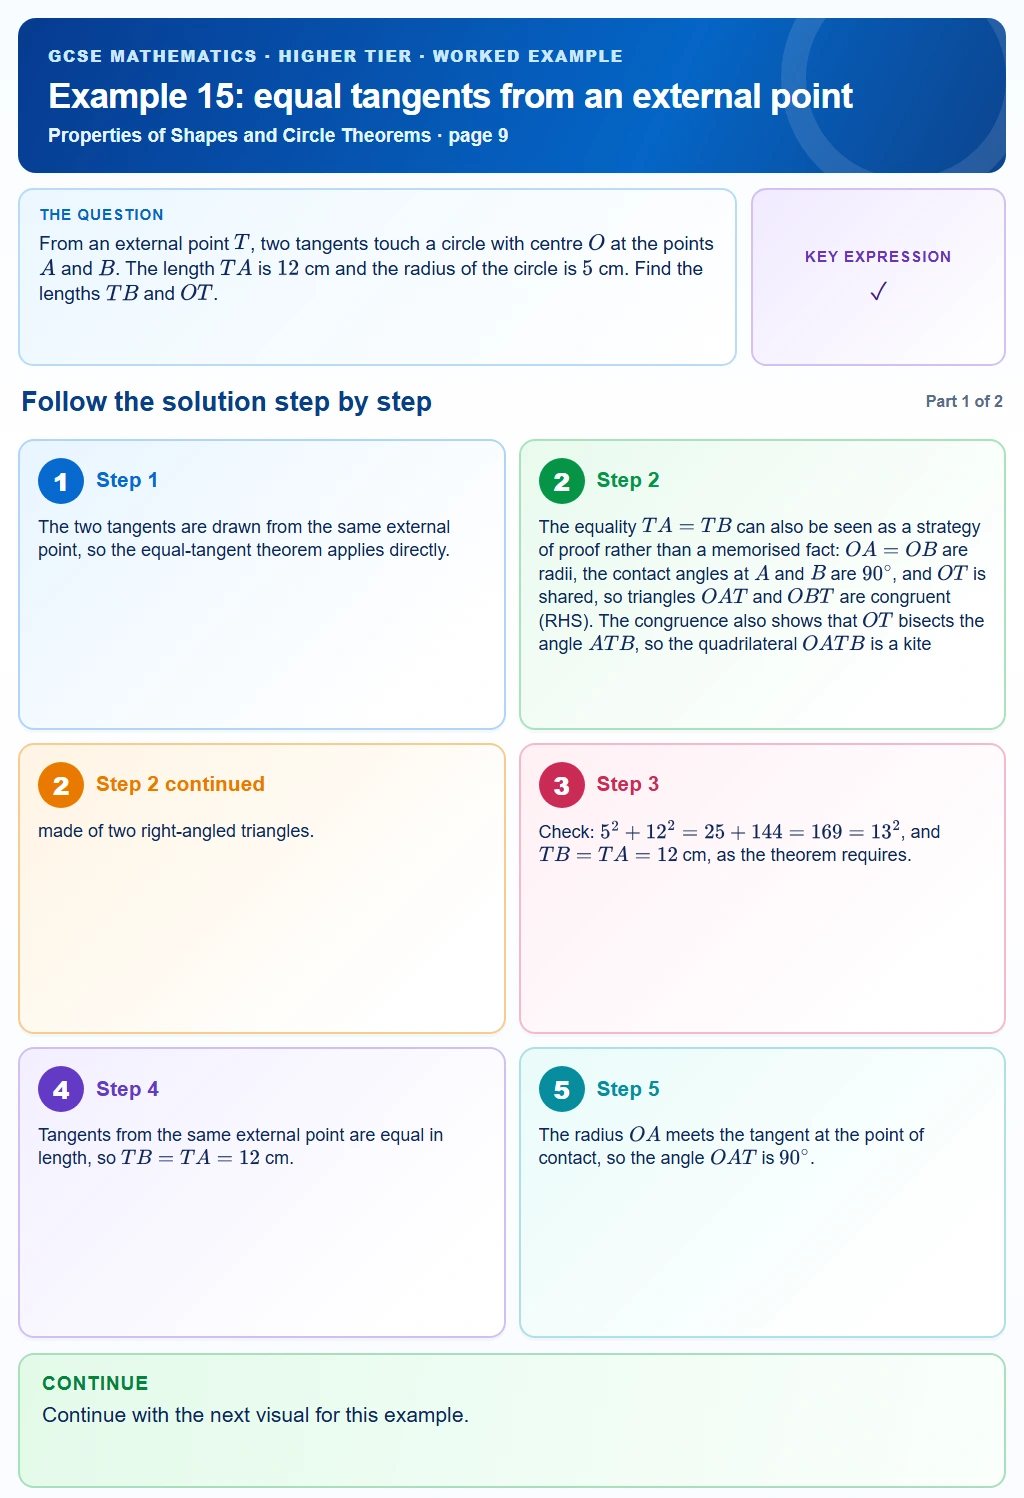 GCSE MATHEMATICS · HIGHER TIER · WORKED EXAMPLE
Example 15: equal tangents from an external point
Properties of Shapes and Circle Theorems · page 9
THE QUESTION
From an external point T, two tangents touch a circle with centre O at the points
A and B. The length TA is 12 cm and the radius of the circle is 5 cm. Find the
lengths TB and OT.
KEY EXPRESSION
✓
Follow the solution step by step
Part 1 of 2
1 Step 1
The two tangents are drawn from the same external
point, so the equal-tangent theorem applies directly.
2 Step 2
The equality TA = TB can also be seen as a strategy
of proof rather than a memorised fact: OA = OB are
radii, the contact angles at A and B are 90°, and OT is
shared, so triangles OAT and OBT are congruent
(RHS). The congruence also shows that OT bisects the
angle ATB, so the quadrilateral OATB is a kite
2 Step 2 continued
made of two right-angled triangles.
3 Step 3
Check: 5² + 12² = 25 + 144 = 169 = 13², and
TB = TA = 12 cm, as the theorem requires.
4 Step 4
Tangents from the same external point are equal in
length, so TB = TA = 12 cm.
5 Step 5
The radius OA meets the tangent at the point of
contact, so the angle OAT is 90°.
CONTINUE
Continue with the next visual for this example.